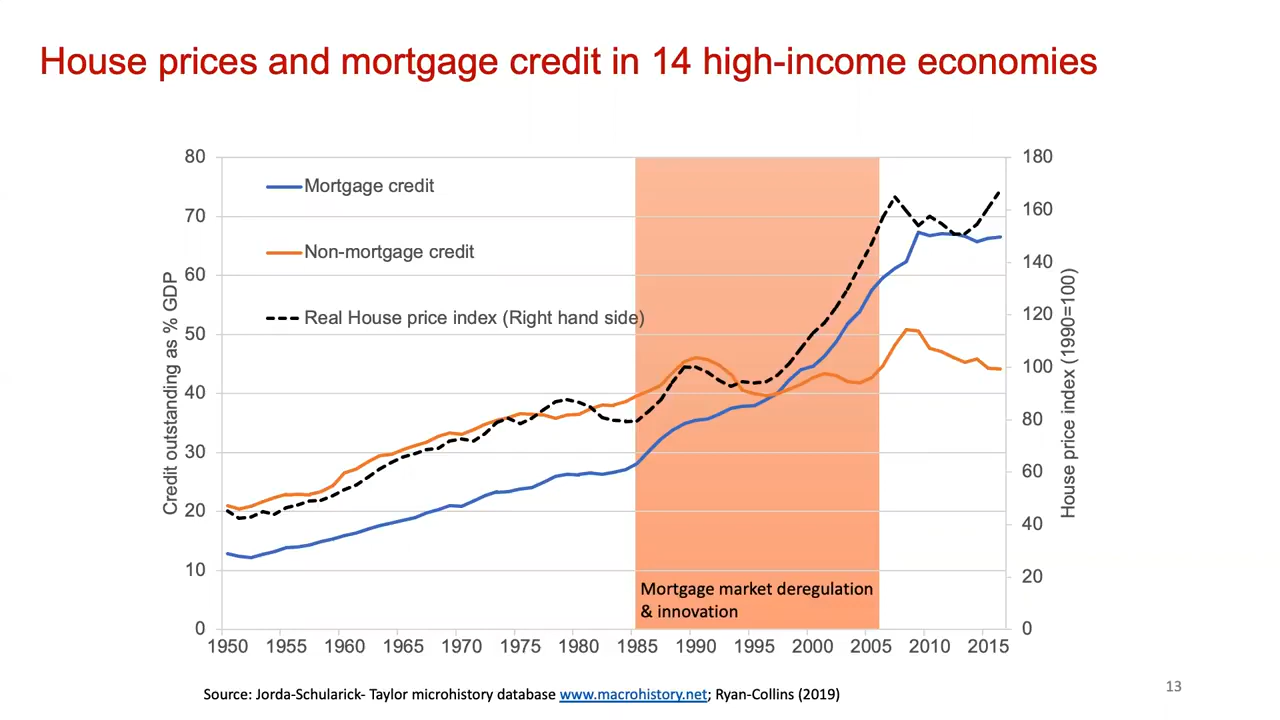 House prices and mortgage credit in 14 high-income economies
80
70
60
50
40
30
20
10
0
Credit outstanding as % GDP
Mortgage credit
Non-mortgage credit
Real House price index (Right hand side)
Mortgage market deregulation
& innovation
180
160
140
120
100
80
60
40
20
0
House price index (1990=100)
1950 1955 1960 1965 1970 1975 1980 1985 1990 1995 2000 2005 2010 2015
Source: Jorda-Schularick- Taylor microhistory database www.macrohistory.net; Ryan-Collins (2019)
13